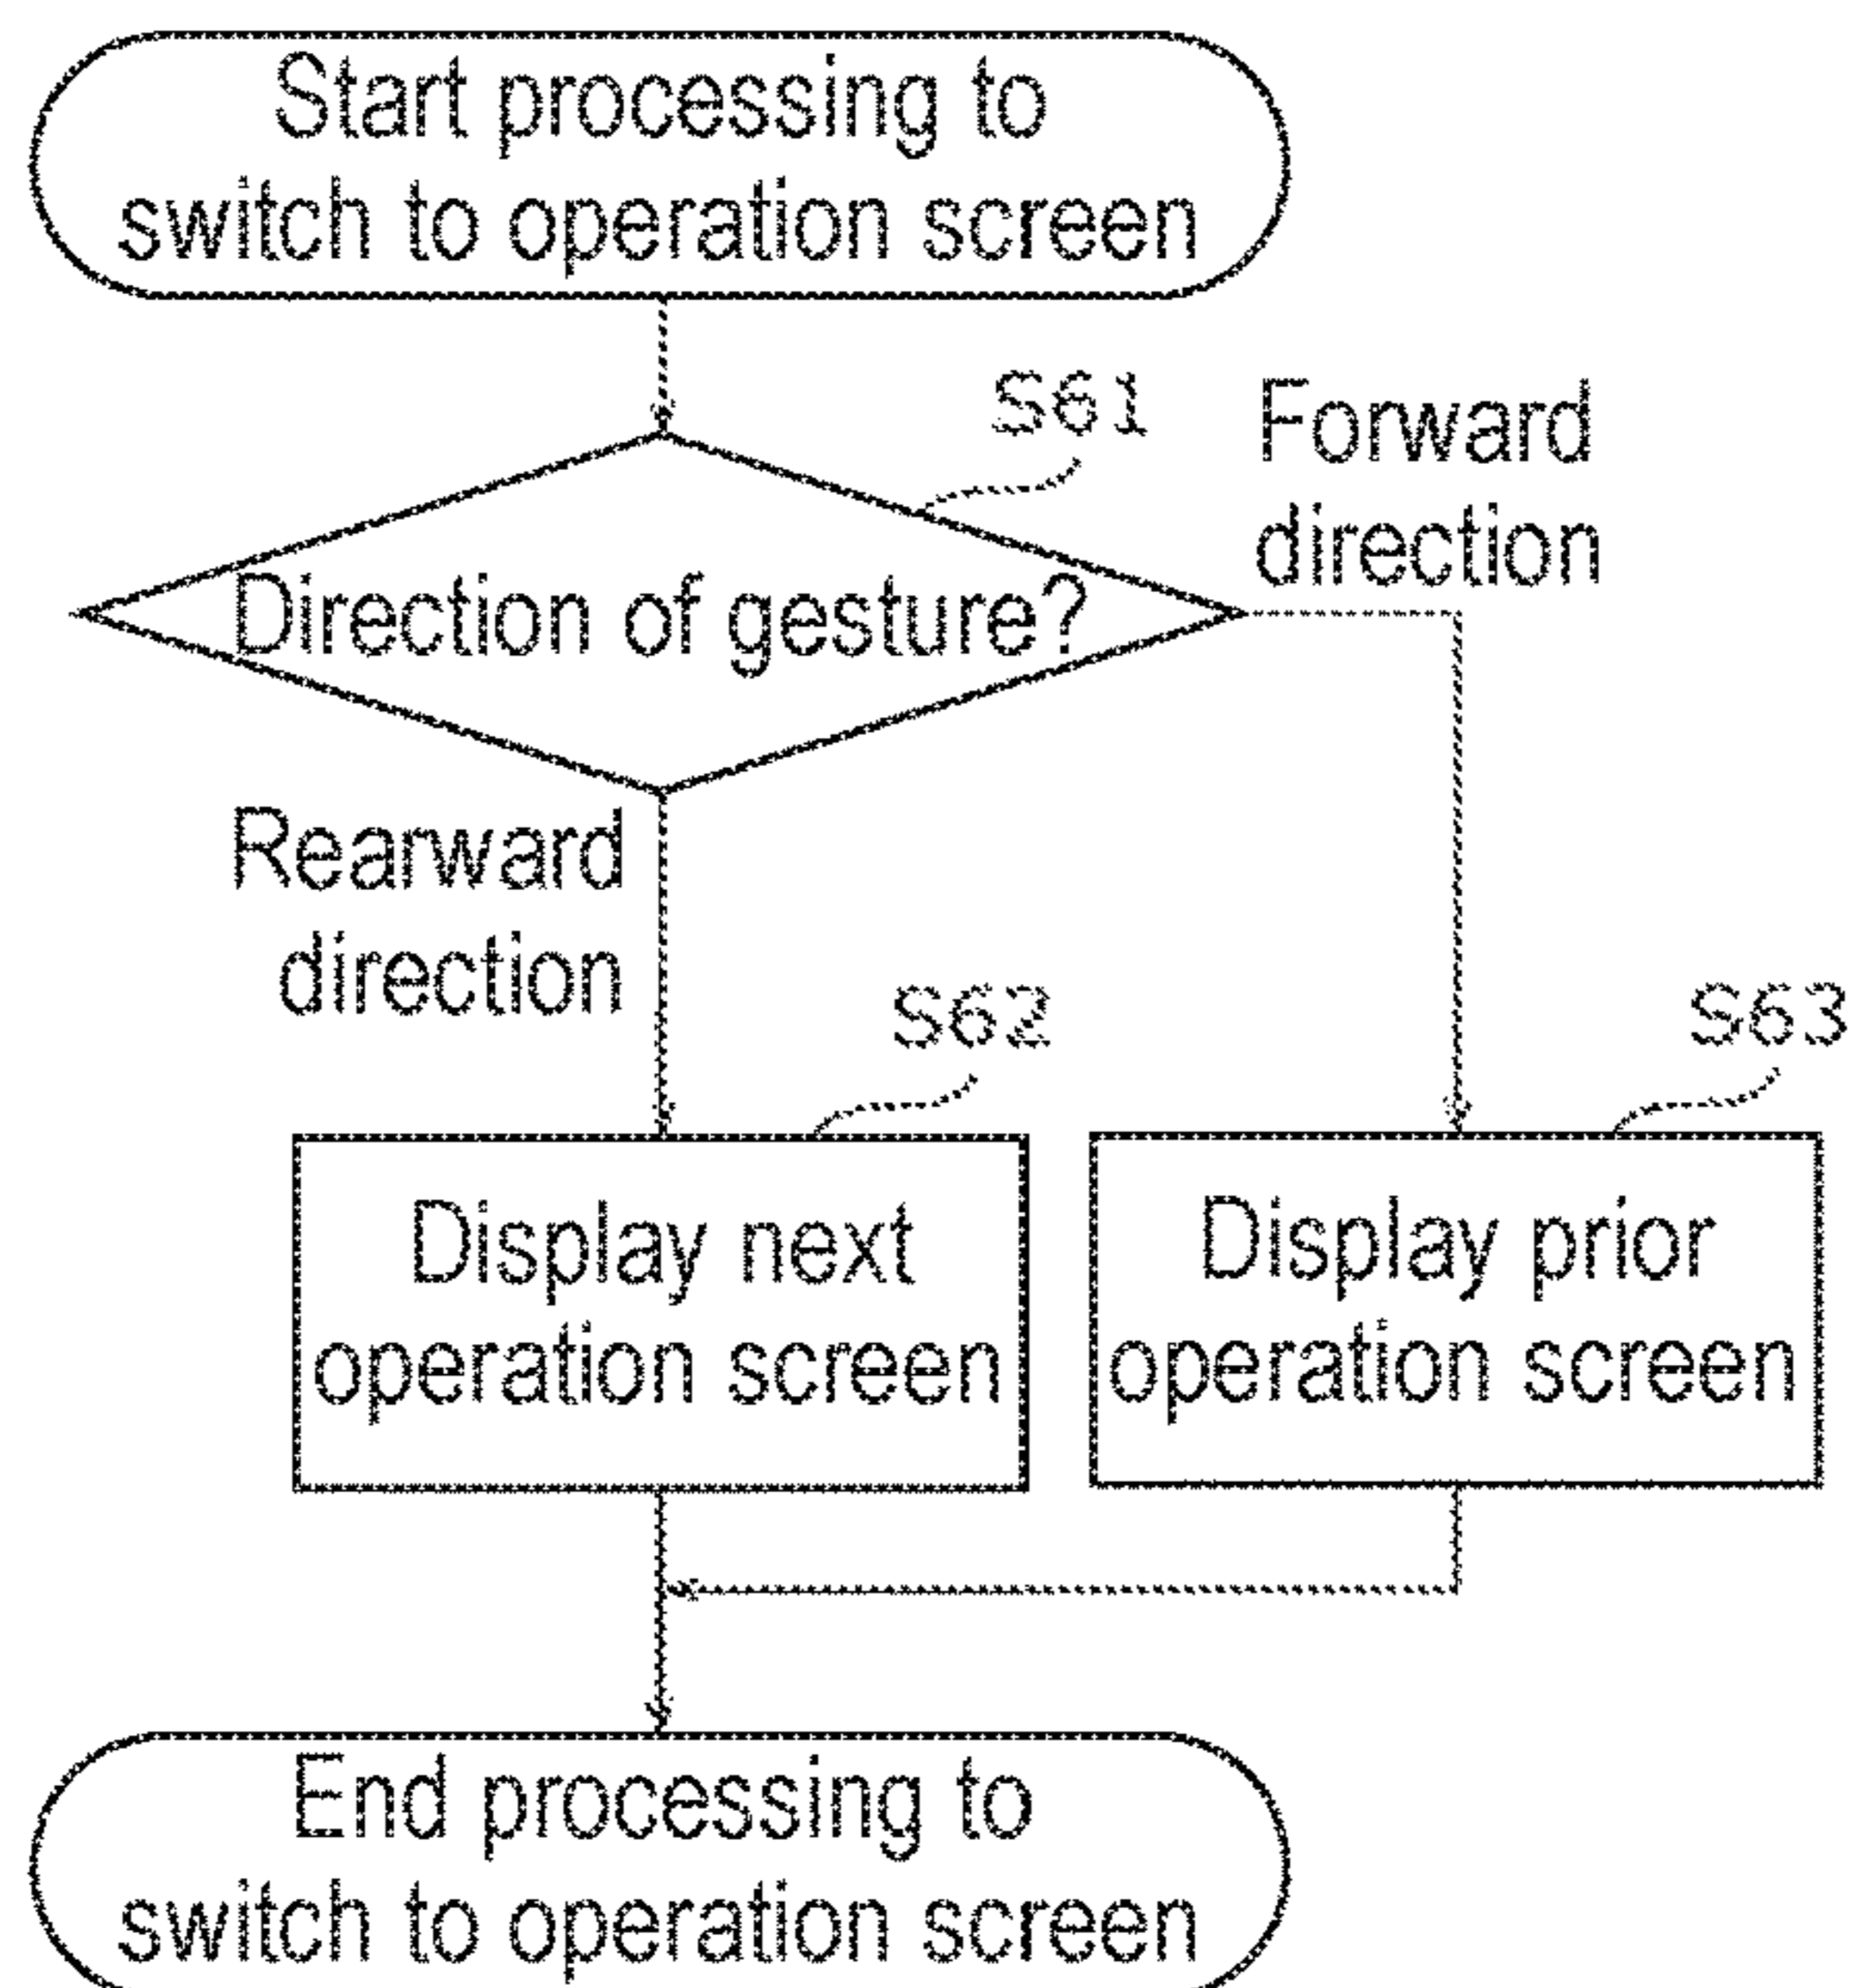 Start processing to
switch to operation screen
S61
Forward
direction
Direction of gesture?
Rearward
direction
S62
S63
Display next
operation screen
Display prior
operation screen
End processing to
switch to operation screen